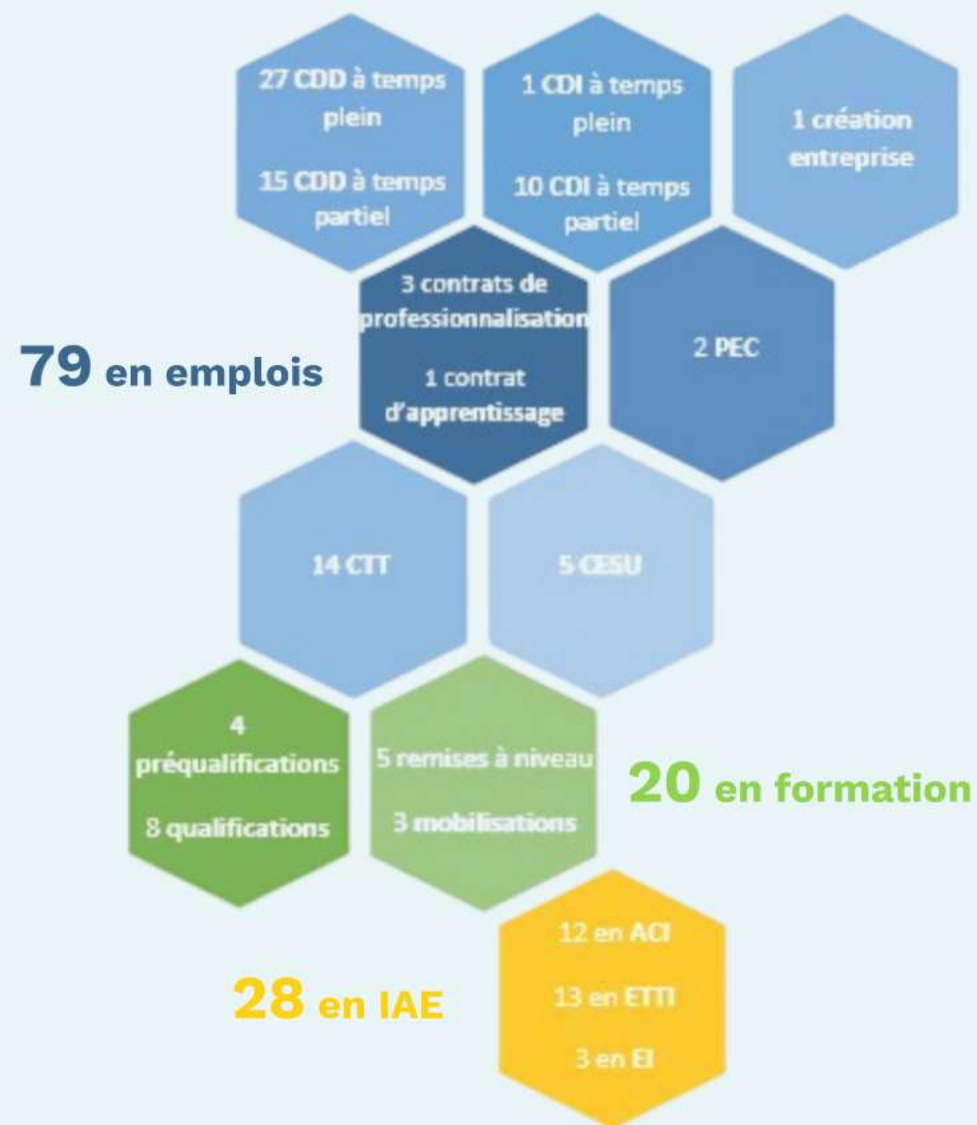 27 CDD à temps
plein
15 CDD à temps
partiel
1 CDI à temps
plein
10 CDI à temps
partiel
1 création
entreprise
3 contrats de
professionnalisation
1 contrat
d'apprentissage
2 PEC
79 en emplois
14 CTT
5 CESU
4
préqualifications
8 qualifications
5 remises à niveau
3 mobilisations
20 en formation
12 en ACI
13 en ETTI
3 en EI
28 en IAE